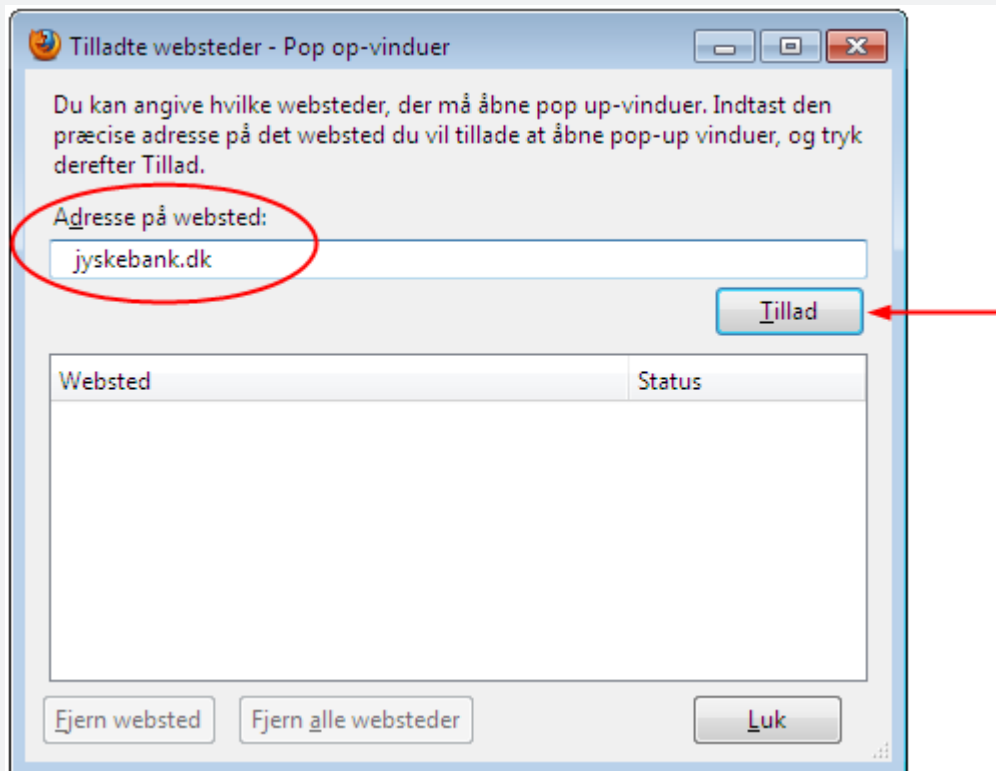 Tilladte websteder - Pop op-vinduer
Du kan angive hvilke websteder, der må åbne pop up-vinduer. Indtast den
præcise adresse på det websted du vil tillade at åbne pop-up vinduer, og tryk
derefter Tillad.
Adresse på websted:
jyskebank.dk
Tillad
Websted Status
Fjern websted Fjern alle websteder Luk